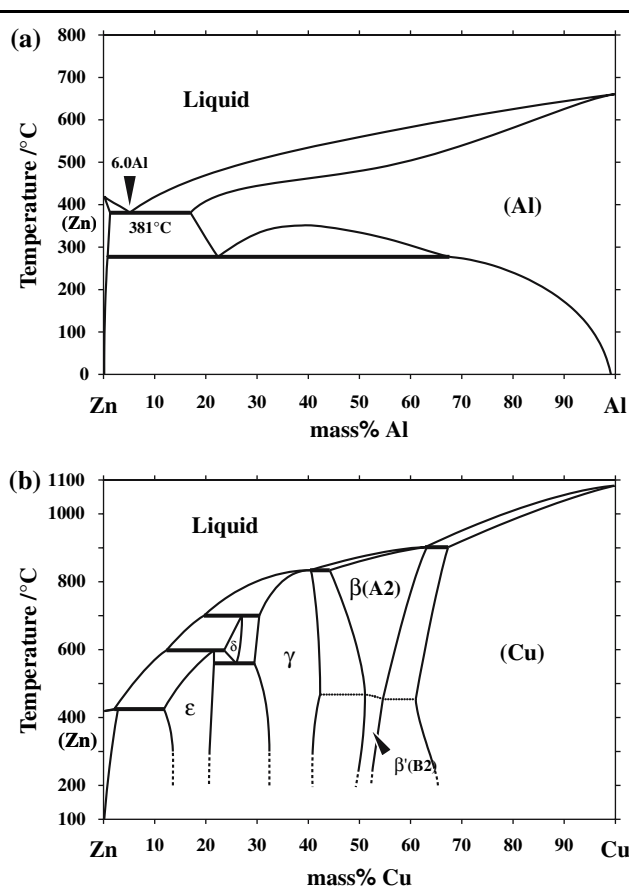 (a)
800
700
600
500
400
(Zn)
300
200
100
0
Temperature /°C
Liquid
6.0Al
381°C
(Al)
Zn 10 20 30 40 50 60 70 80 90 Al
mass% Al
(b)
1100
1000
800
600
400
(Zn)
200
100
Temperature/°C
Liquid
β(A2)
δ
γ
(Cu)
ε
β'(B2)
Zn 10 20 30 40 50 60 70 80 90 Cu
mass% Cu